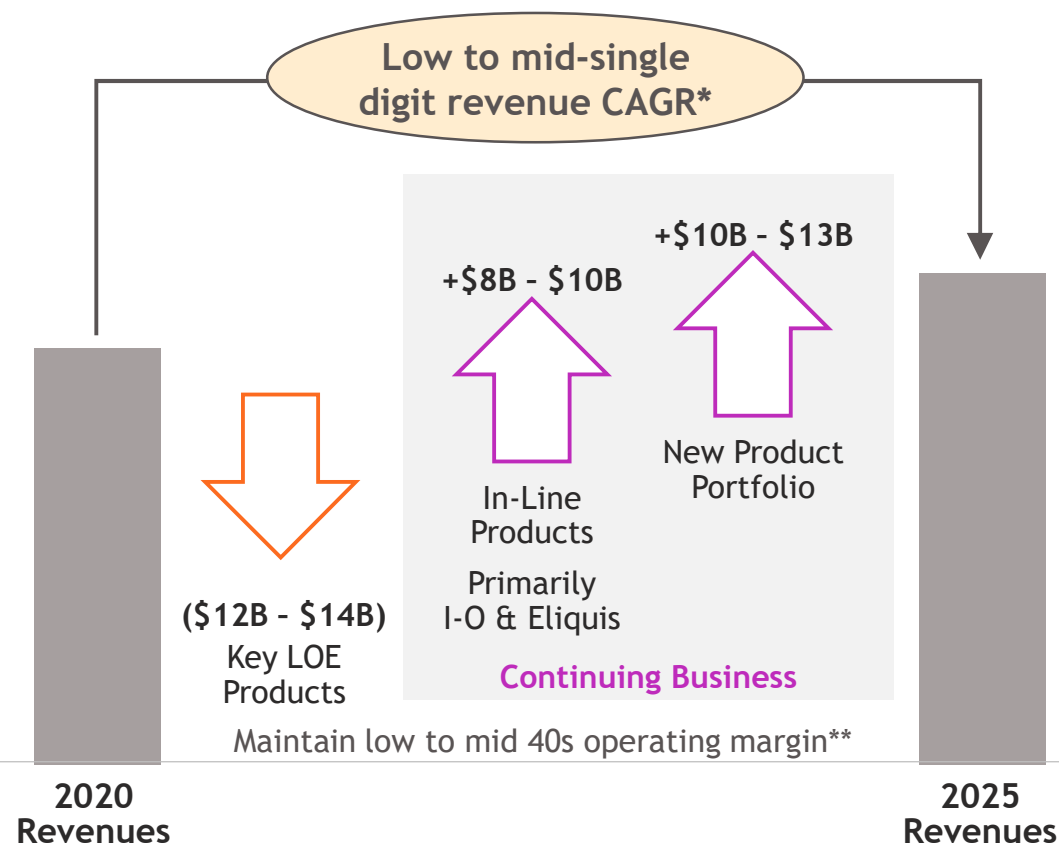 Low to mid-single
digit revenue CAGR*
+$10B – $13B
+$8B – $10B
New Product
Portfolio
In-Line
Products
Primarily
I-O & Eliquis
($12B – $14B)
Key LOE
Products
Continuing Business
Maintain low to mid 40s operating margin**
2020
Revenues
2025
Revenues